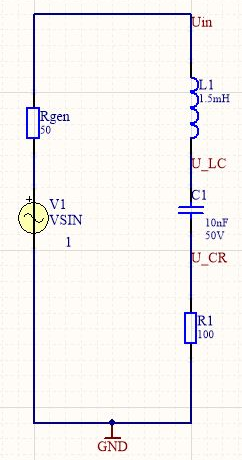 Uin
L1
1.5mH
Rgen
50
U_LC
C1
V1
VSIN
10nF
50V
1
U_CR
R1
100
GND